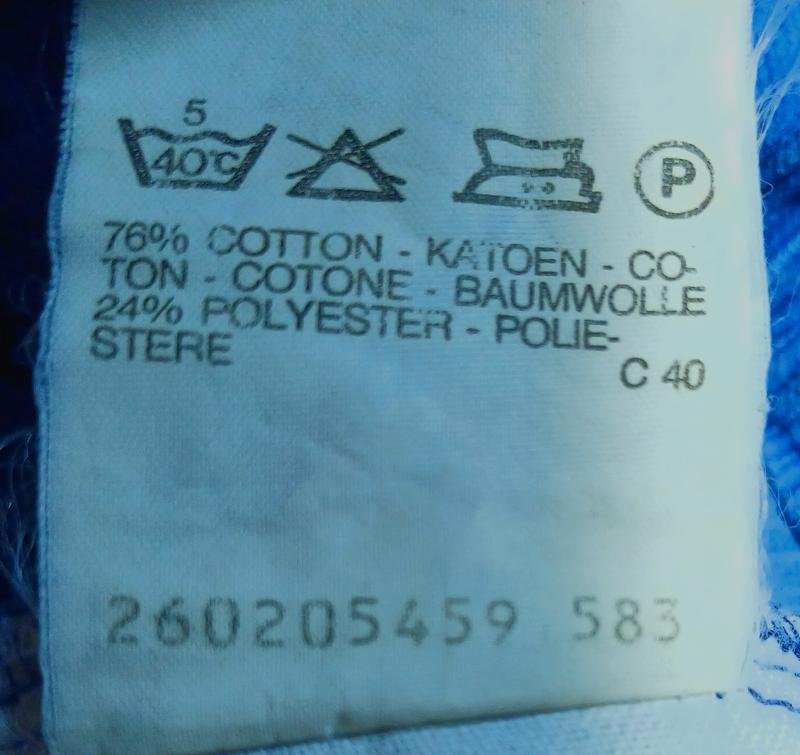 5
40°C
P
76% COTTON - KATOEN - CO-
TON - COTONE - BAUMWOLLE
24% POLYESTER - POLIE-
STERE
C 40
260205459 583